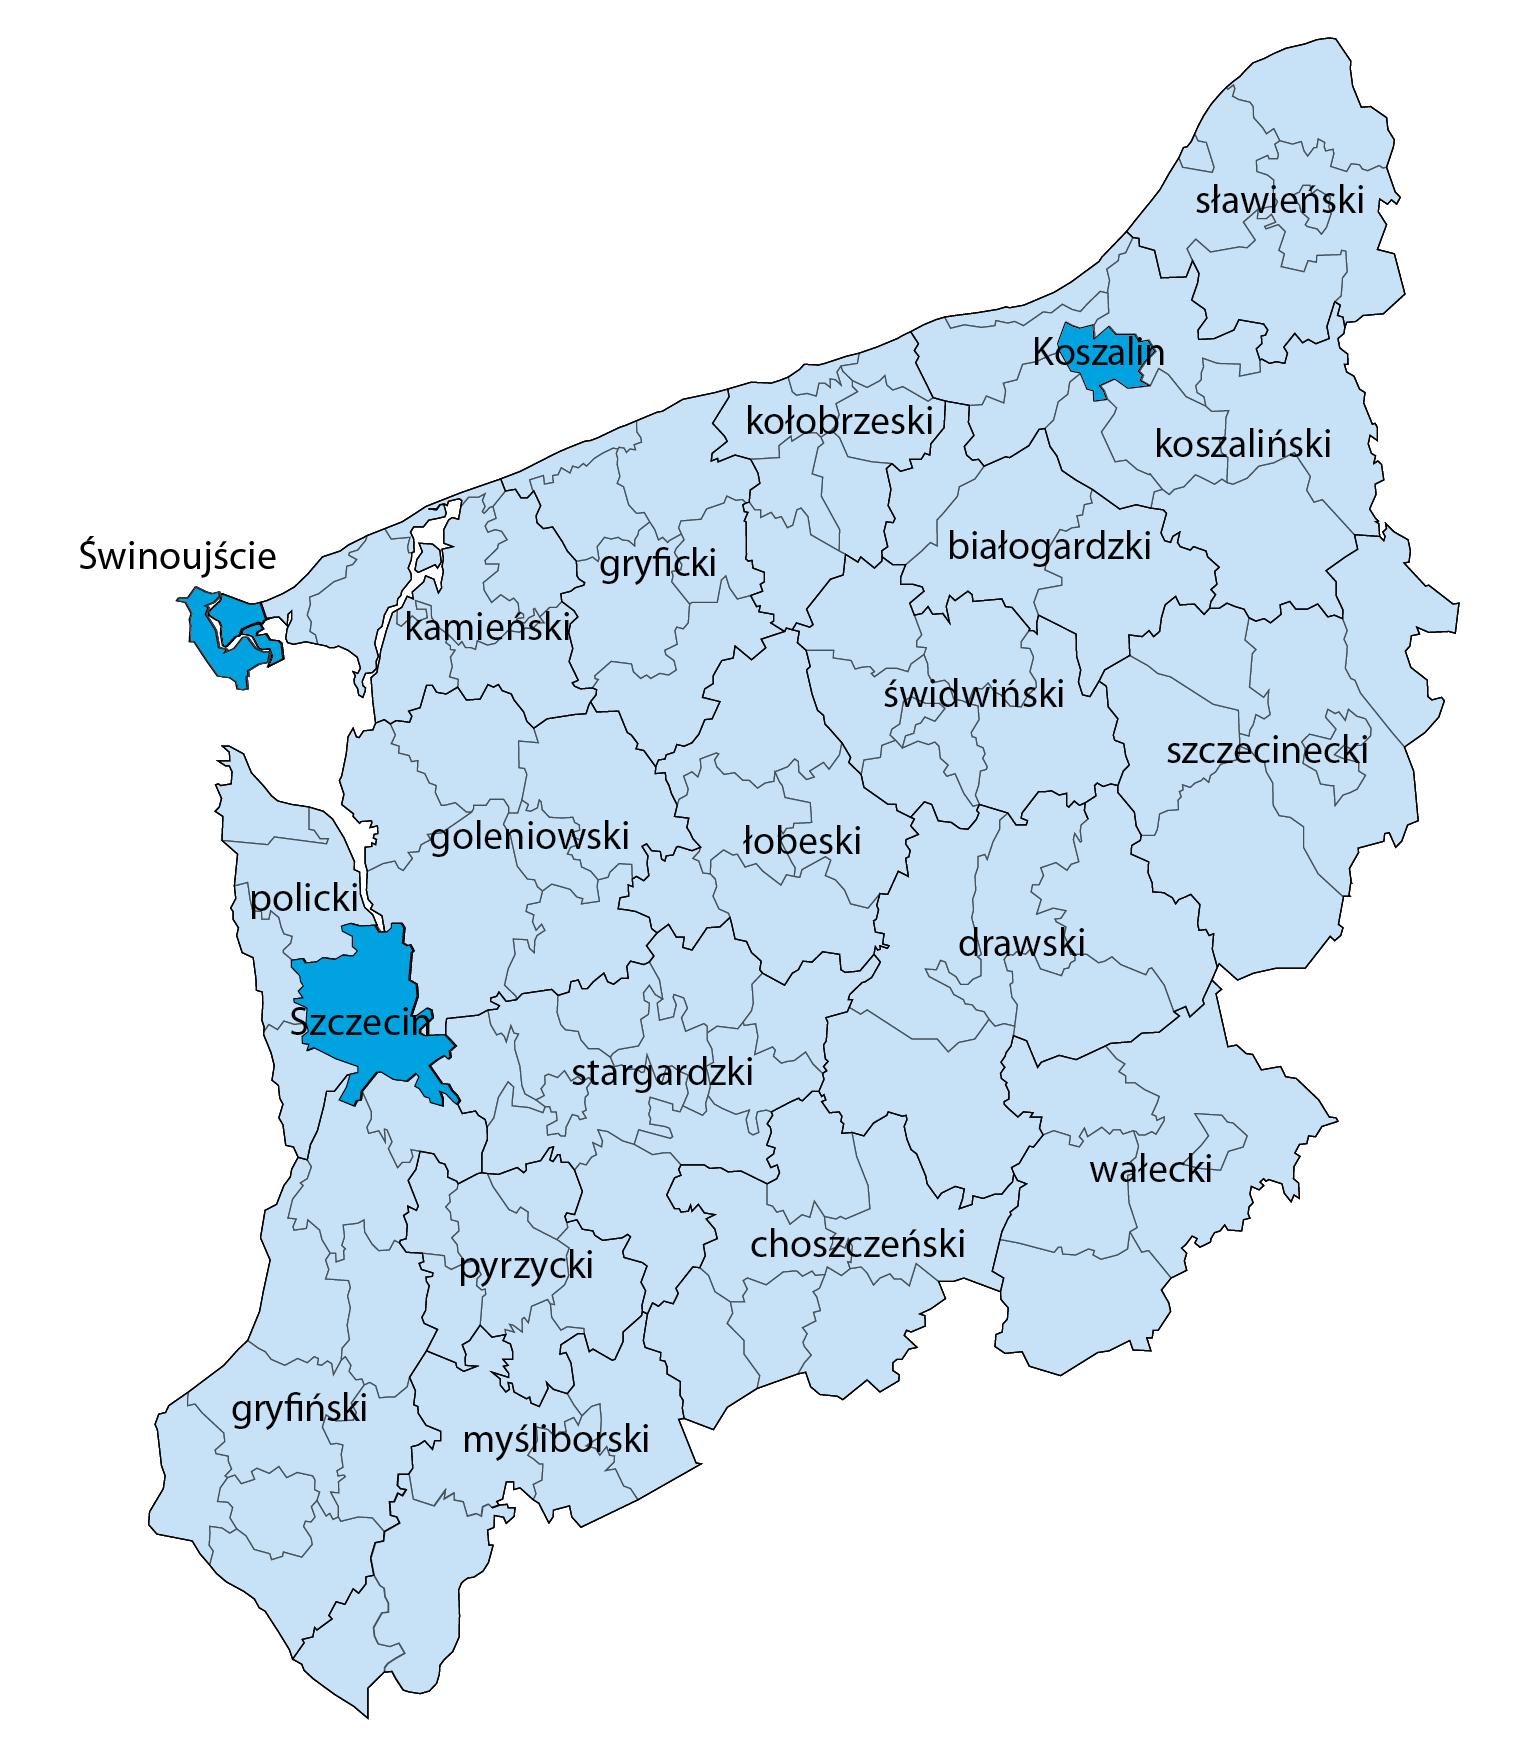 sławieński
Koszalin
kołobrzeski
koszaliński
Świnoujście
białogardzki
gryficki
kamieński
świdwiński
szczecinecki
goleniowski
łobeski
policki
drawski
Szczecin
stargardzki
wałecki
choszczeński
pyrzycki
gryfiński
myśliborski